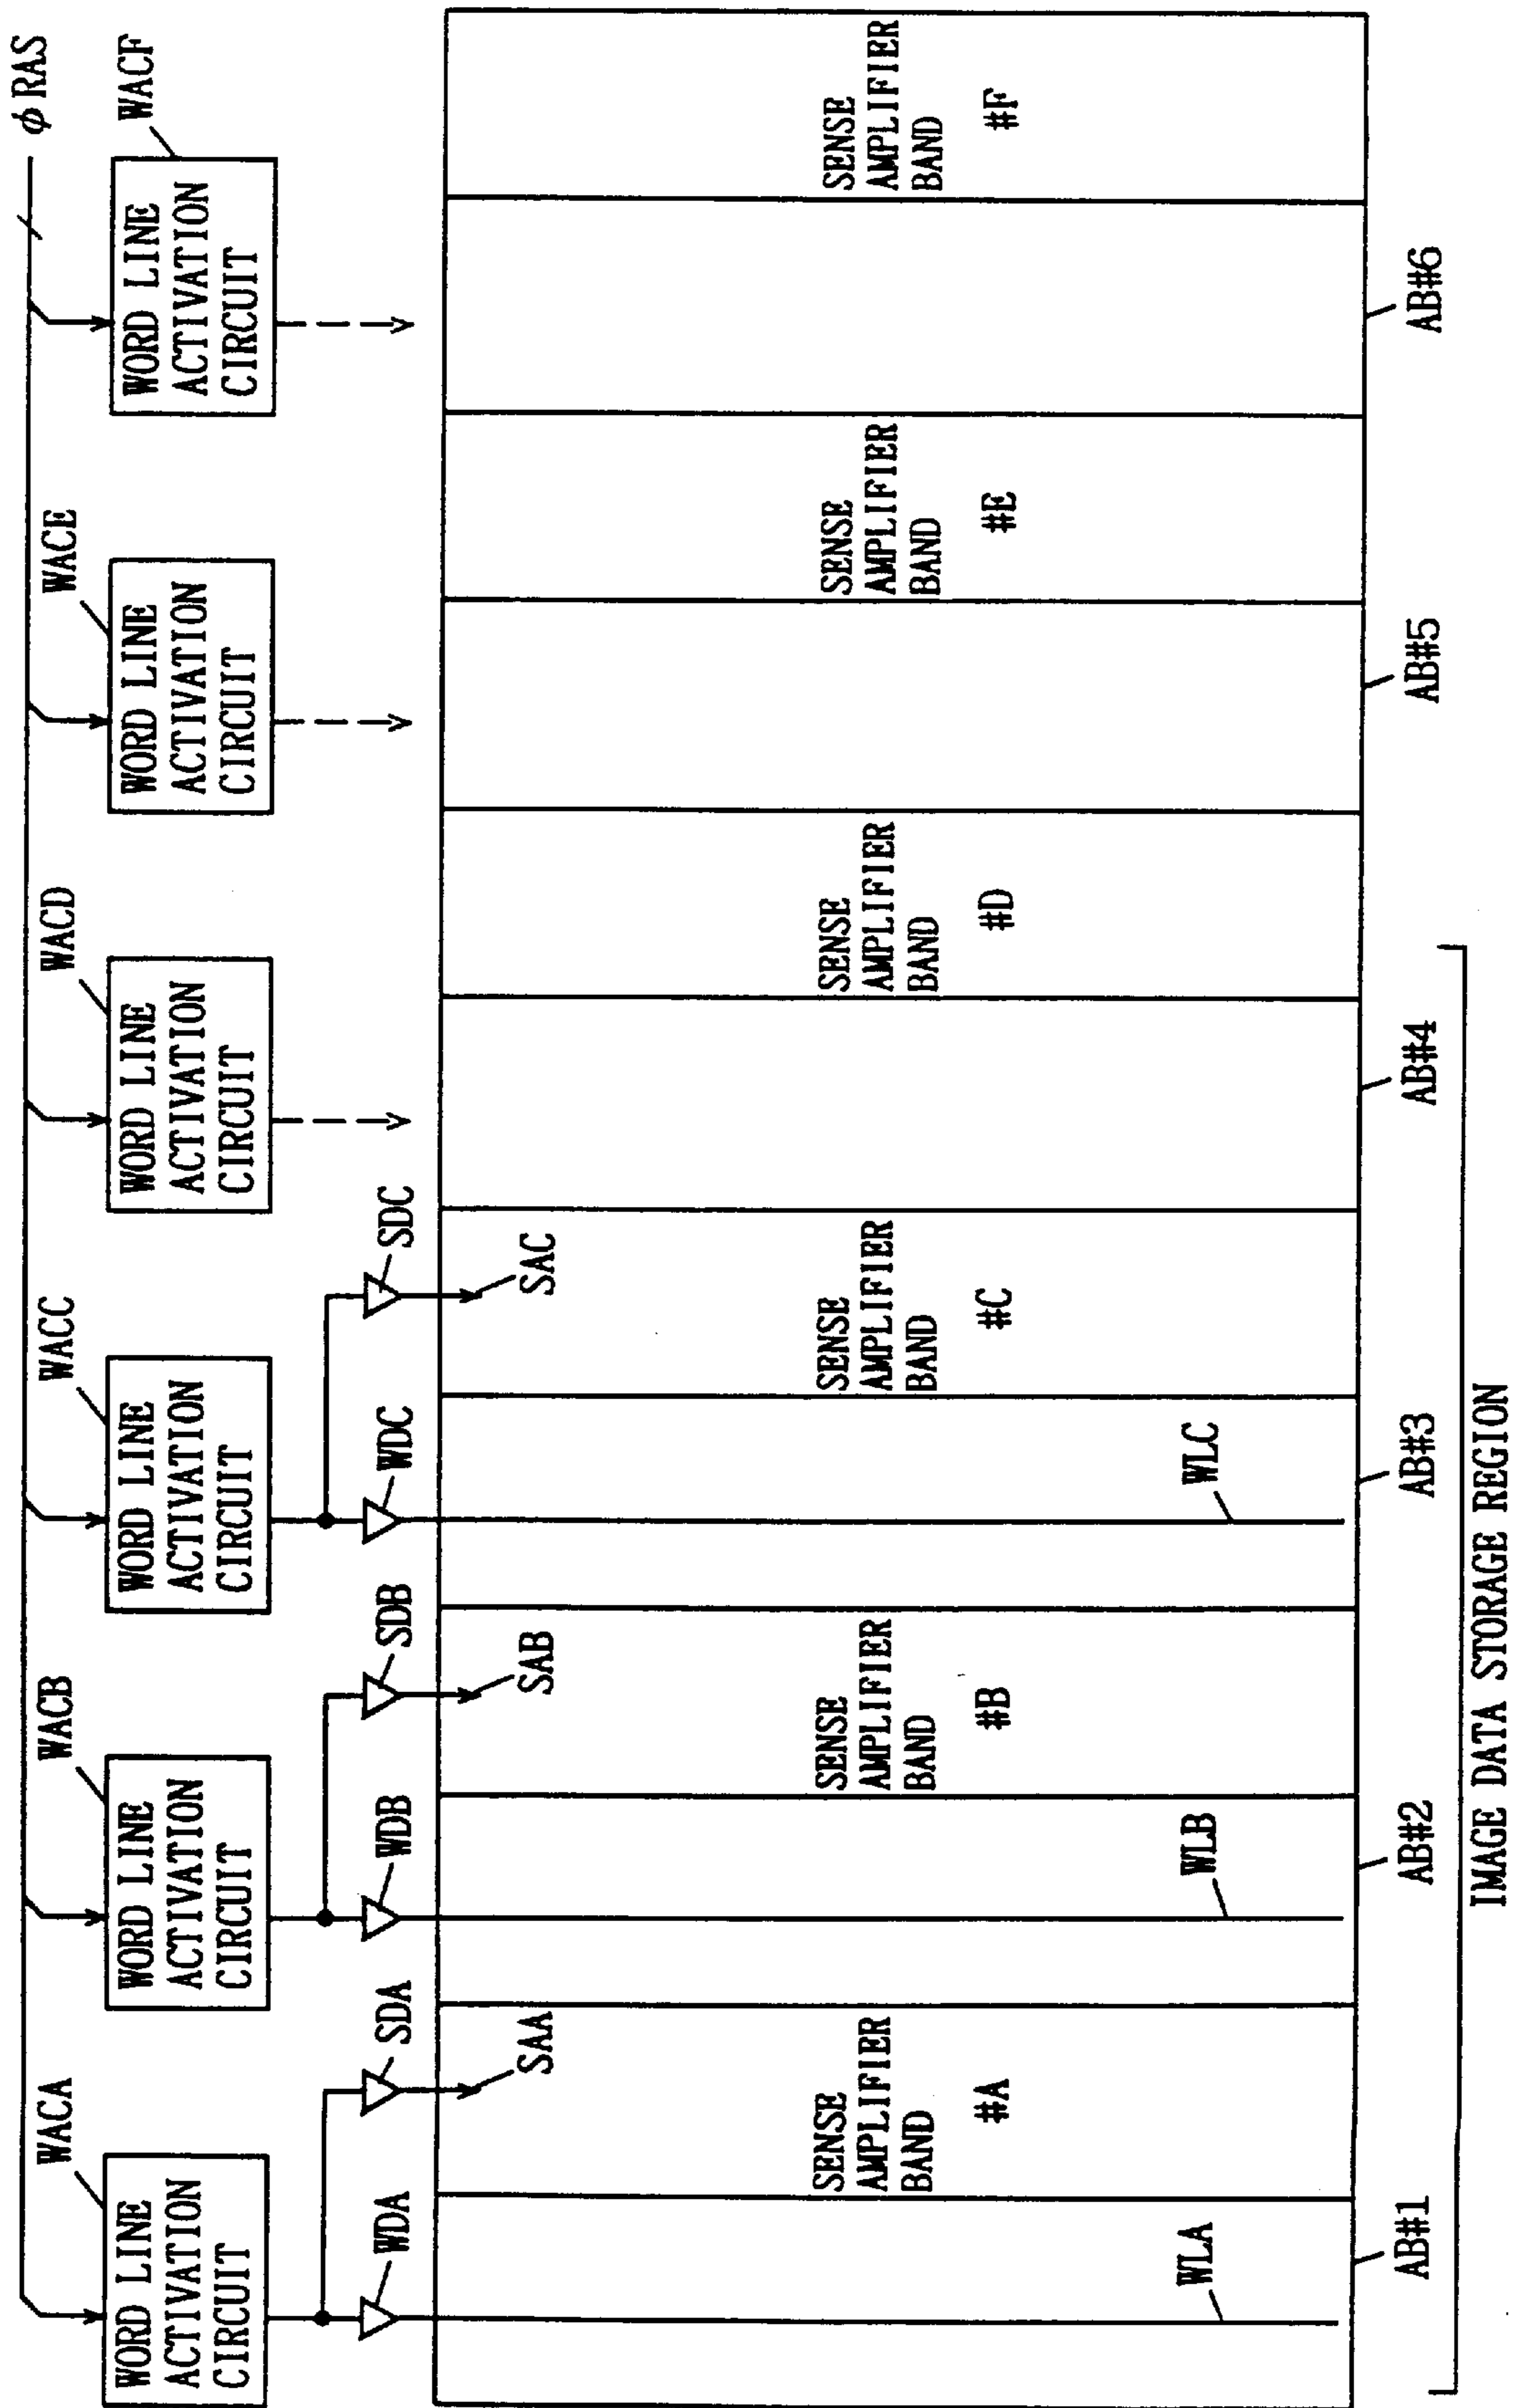 φ RAS
WACA
WACB
WACC
WACD
WACE
WACF
WORD LINE
ACTIVATION
CIRCUIT
WORD LINE
ACTIVATION
CIRCUIT
WORD LINE
ACTIVATION
CIRCUIT
WORD LINE
ACTIVATION
CIRCUIT
WORD LINE
ACTIVATION
CIRCUIT
WORD LINE
ACTIVATION
CIRCUIT
WDA
SDA
WDB
SDB
WDC
SDC
SAA
SAB
SAC
SENSE
AMPLIFIER
BAND
#A
SENSE
AMPLIFIER
BAND
#B
SENSE
AMPLIFIER
BAND
#C
SENSE
AMPLIFIER
BAND
#D
SENSE
AMPLIFIER
BAND
#E
SENSE
AMPLIFIER
BAND
#F
WLA
WLB
WLC
AB#1
AB#2
AB#3
AB#4
AB#5
AB#6
IMAGE DATA STORAGE REGION